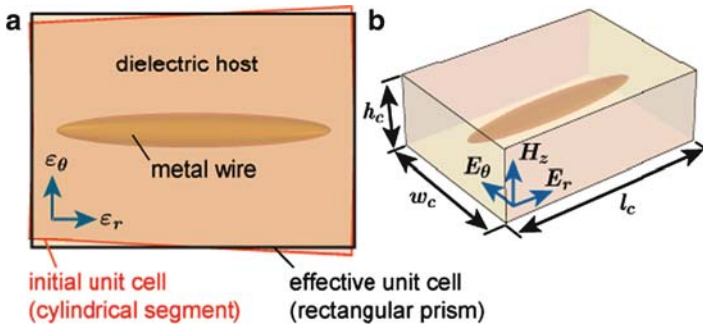 a
dielectric host
metal wire
εθ
εr
initial unit cell
(cylindrical segment)
effective unit cell
(rectangular prism)
b
hc
Hz
Eθ
Er
wc
lc